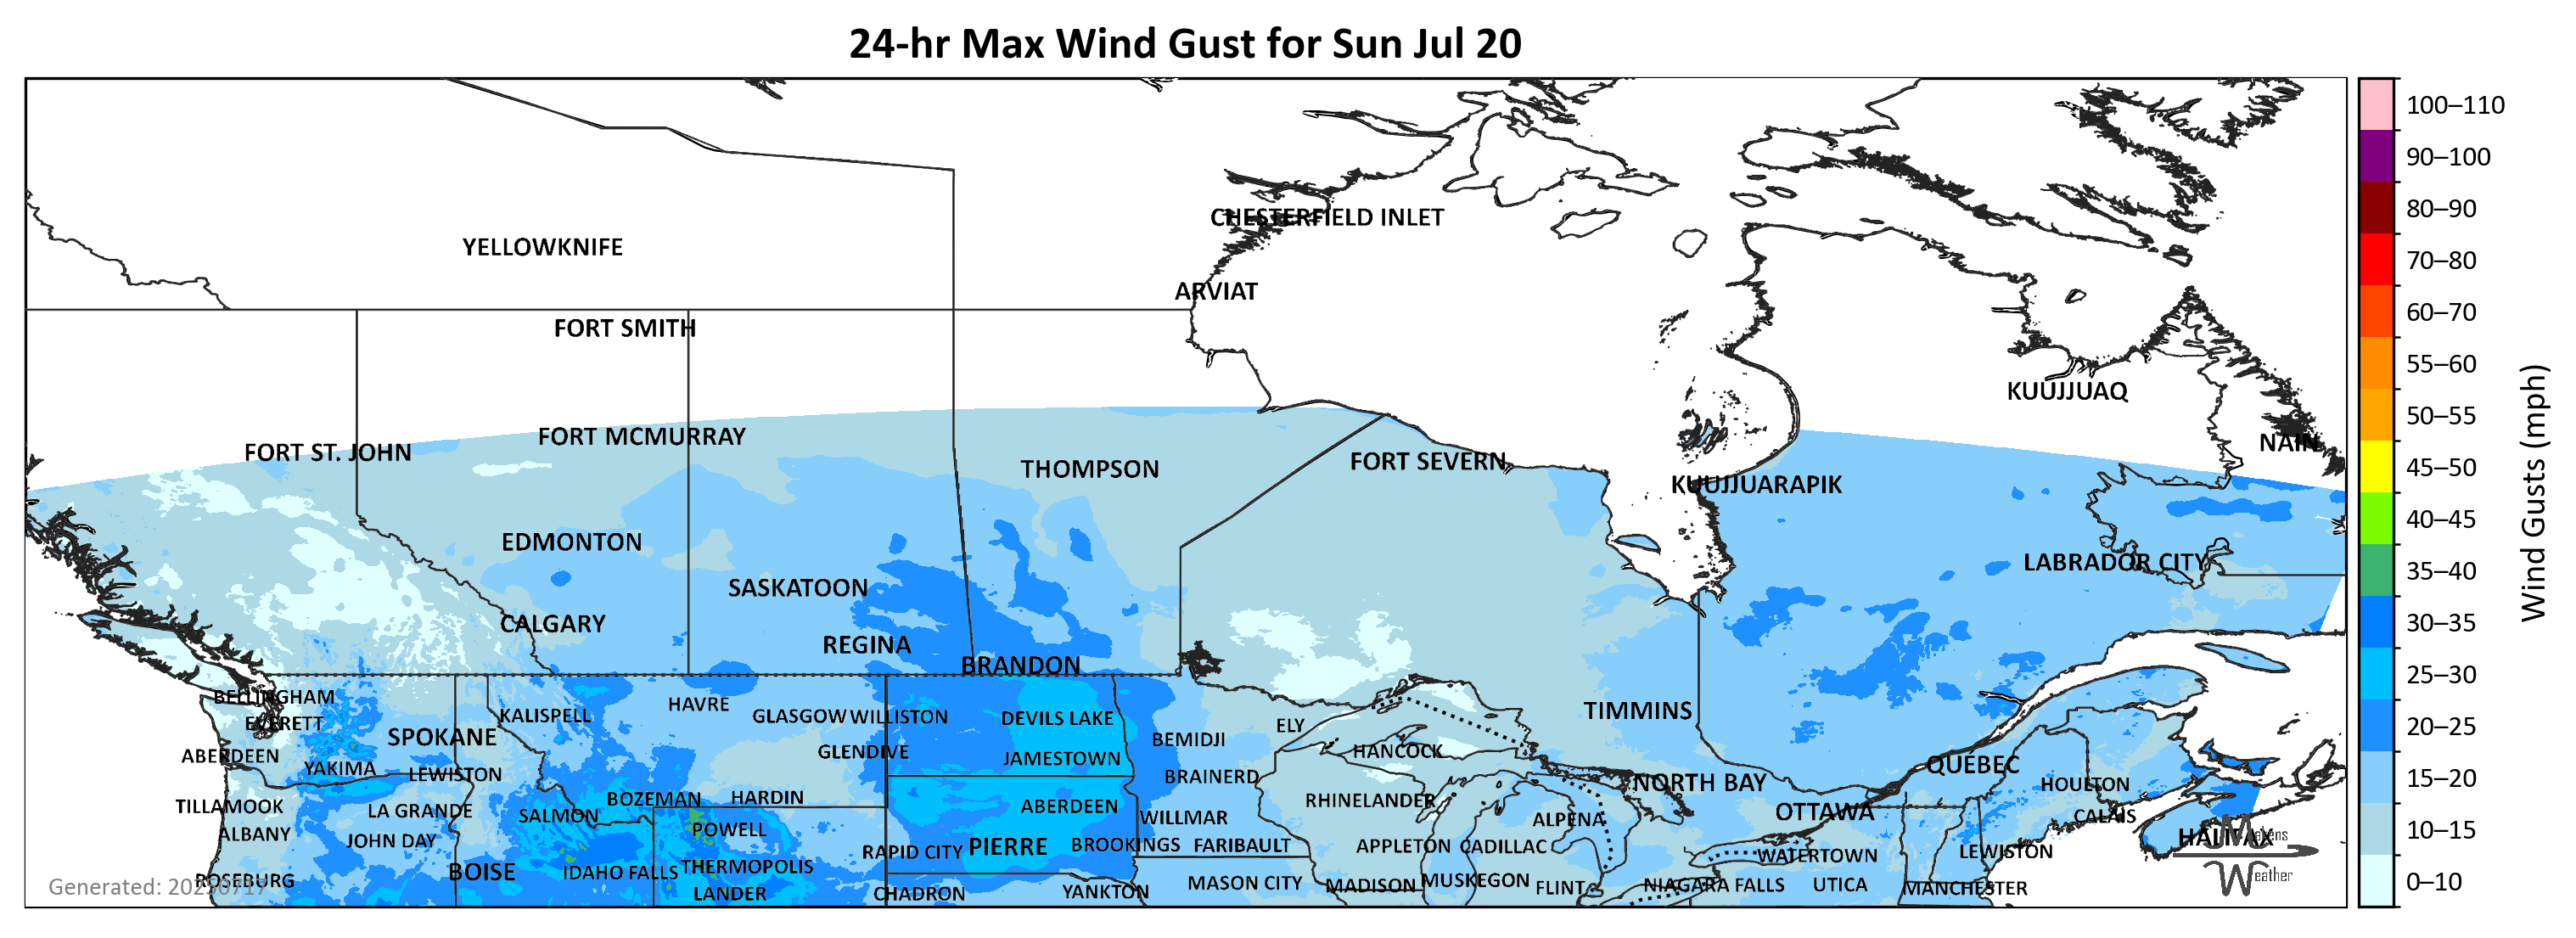 24-hr Max Wind Gust for Sun Jul 20
CHESTERFIELD INLET
YELLOWKNIFE
ARVIAT
FORT SMITH
KUUJJUAQ
FORT MCMURRAY
NAIN
FORT ST. JOHN
FORT SEVERN
THOMPSON
KUUJJUARAPIK
EDMONTON
LABRADOR CITY
SASKATOON
CALGARY
REGINA
BRANDON
BELLINGHAM
HAVRE
TIMMINS
KALISPELL
GLASGOW WILLISTON
DEVILS LAKE
EVERETT
ELY
SPOKANE
BEMIDJI
GLENDIVE
HANCOCK
ABERDEEN
JAMESTOWN
QUÉBEC
YAKIMA
LEWISTON
BRAINERD
NORTH BAY
HOULTON
BOZEMAN
HARDIN
RHINELANDER
TILLAMOOK
LA GRANDE
ABERDEEN
OTTAWA
SALMON
WILLMAR
ALPENA
CALAIS
ALBANY
POWELL
HALIFAX
Makens
Weather
JOHN DAY
PIERRE
BROOKINGS
FARIBAULT
APPLETON
CADILLAC
RAPID CITY
LEWISTON
WATERTOWN
THERMOPOLIS
BOISE
IDAHO FALLS
ROSEBURG
MASON CITY
MADISON
MUSKEGON
FLINT
NIAGARA FALLS
UTICA
MANCHESTER
LANDER
CHADRON
YANKTON
Generated: 20250717
100–110
90–100
80–90
70–80
60–70
55–60
50–55
45–50
40–45
35–40
30–35
25–30
20–25
15–20
10–15
0–10
Wind Gusts (mph)